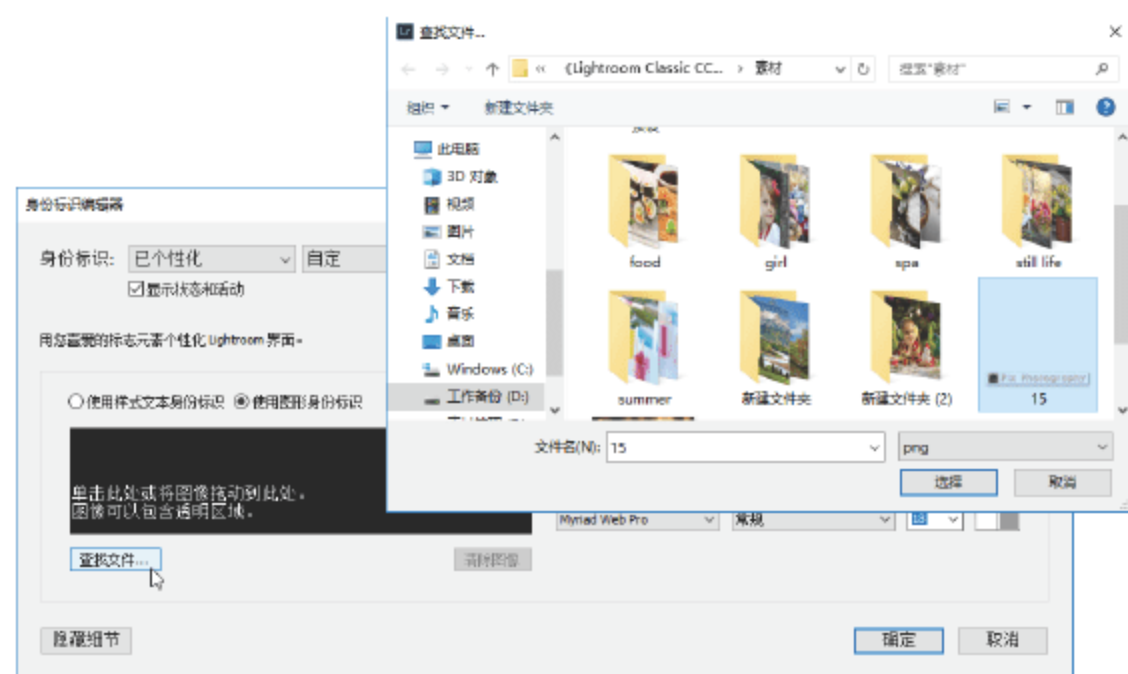 查找文件...
« 《Lightroom Classic CC... › 素材
搜索"素材"
组织
新建文件夹
此电脑
3D 对象
视频
图片
文档
下载
音乐
桌面
Windows (C:)
工作备份 (D:)
food
girl
spa
still life
summer
新建文件夹
新建文件夹 (2)
15
文件名(N): 15
png
选择
取消
身份标识编辑器
身份标识: 已个性化 自定
显示状态和活动
用您喜爱的标志元素个性化 Lightroom 界面。
使用样式文本身份标识 使用图形身份标识
单击此处或将图像拖动到此处。
图像可以包含透明区域。
Myriad Web Pro 常规 18
查找文件... 清除图像
隐藏细节
确定 取消